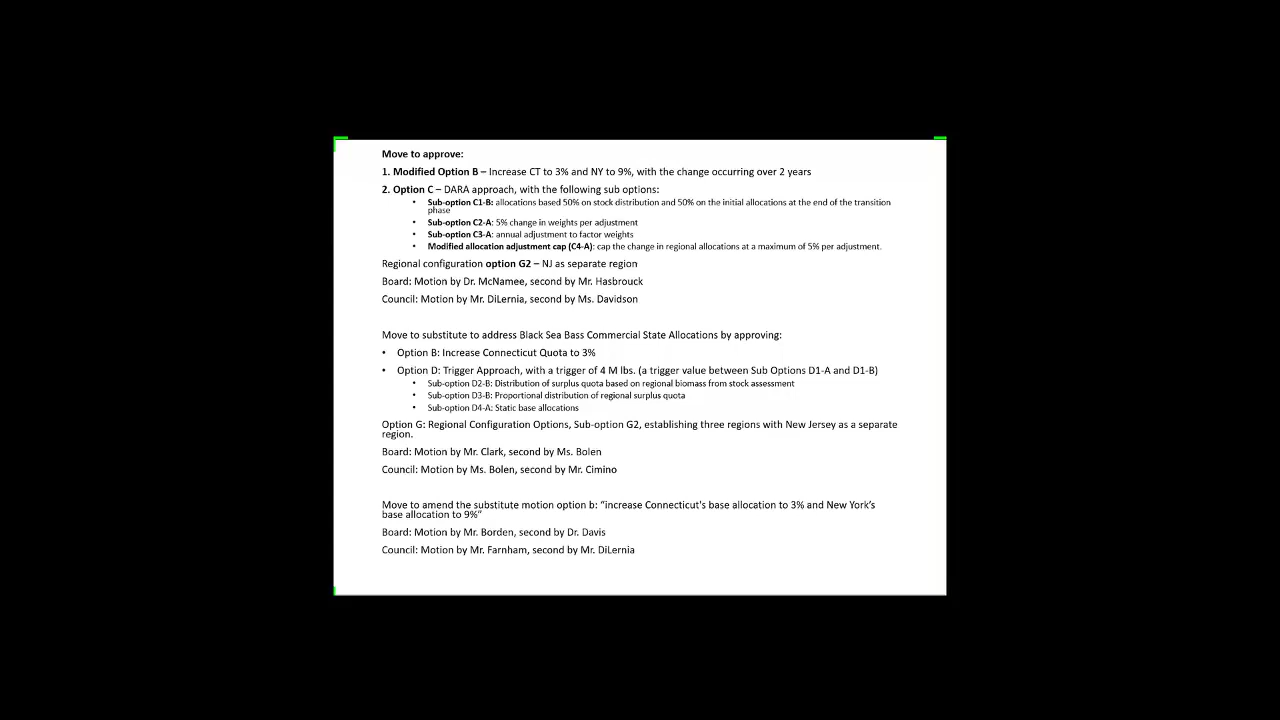 Move to approve:
1. Modified Option B – Increase CT to 3% and NY to 9%, with the change occurring over 2 years
2. Option C – DARA approach, with the following sub options:
• Sub-option C1-B: allocations based 50% on stock distribution and 50% on the initial allocations at the end of the transition
phase
• Sub-option C2-A: 5% change in weights per adjustment
• Sub-option C3-A: annual adjustment to factor weights
• Modified allocation adjustment cap (C4-A): cap the change in regional allocations at a maximum of 5% per adjustment.
Regional configuration option G2 – NJ as separate region
Board: Motion by Dr. McNamee, second by Mr. Hasbrouck
Council: Motion by Mr. DiLernia, second by Ms. Davidson
Move to substitute to address Black Sea Bass Commercial State Allocations by approving:
• Option B: Increase Connecticut Quota to 3%
• Option D: Trigger Approach, with a trigger of 4 M lbs. (a trigger value between Sub Options D1-A and D1-B)
• Sub-option D2-B: Distribution of surplus quota based on regional biomass from stock assessment
• Sub-option D3-B: Proportional distribution of regional surplus quota
• Sub-option D4-A: Static base allocations
Option G: Regional Configuration Options, Sub-option G2, establishing three regions with New Jersey as a separate
region.
Board: Motion by Mr. Clark, second by Ms. Bolen
Council: Motion by Ms. Bolen, second by Mr. Cimino
Move to amend the substitute motion option b: “increase Connecticut's base allocation to 3% and New York’s
base allocation to 9%”
Board: Motion by Mr. Borden, second by Dr. Davis
Council: Motion by Mr. Farnham, second by Mr. DiLernia